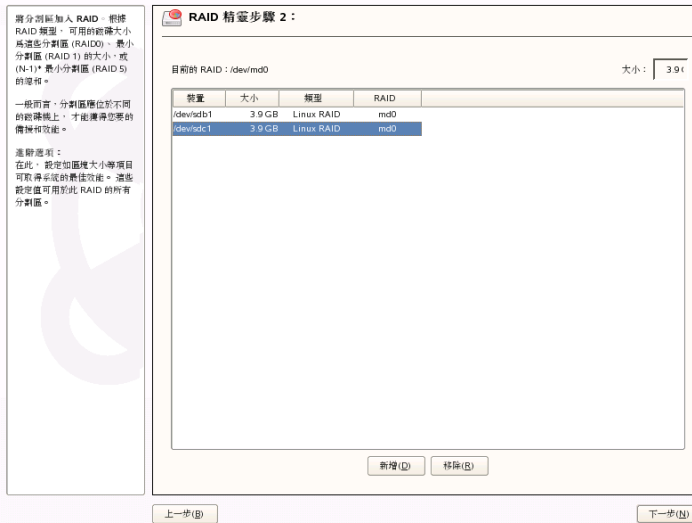 將分割區加入 RAID。根據
RAID 類型， 可用的磁碟大小
為這些分割區 (RAID0)、 最小
分割區 (RAID 1) 的大小，或
(N-1)* 最小分割區 (RAID 5)
的總和。
一般而言，分割區應位於不同
的磁碟機上， 才能獲得您要的
備援和效能。
進階選項：
在此， 設定如區塊大小等項目
可取得系統的最佳效能。 這些
設定值可用於此 RAID 的所有
分割區。
RAID 精靈步驟 2：
目前的 RAID：/dev/md0 大小： 3.9
裝置 大小 類型 RAID
/dev/sdb1 3.9 GB Linux RAID md0
/dev/sdc1 3.9 GB Linux RAID md0
新增(D) 移除(R)
上一步(B) 下一步(N)